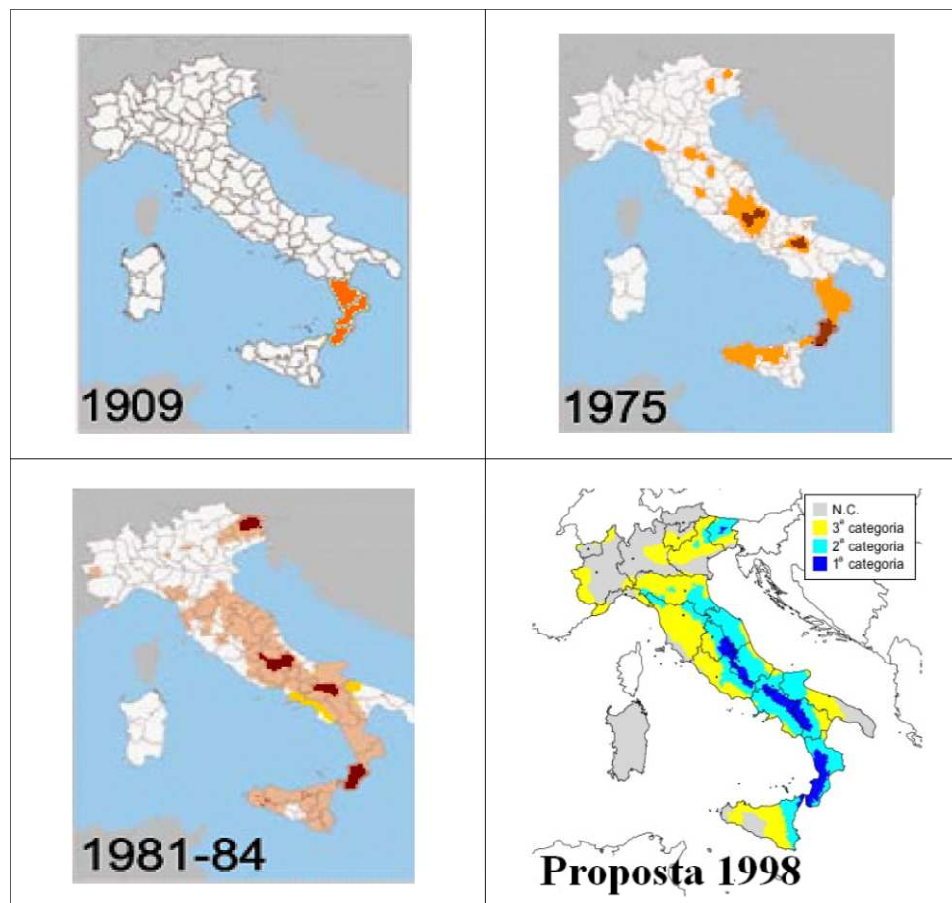 1909
1975
1981-84
N.C.
3ª categoria
2ª categoria
1ª categoria
Proposta 1998